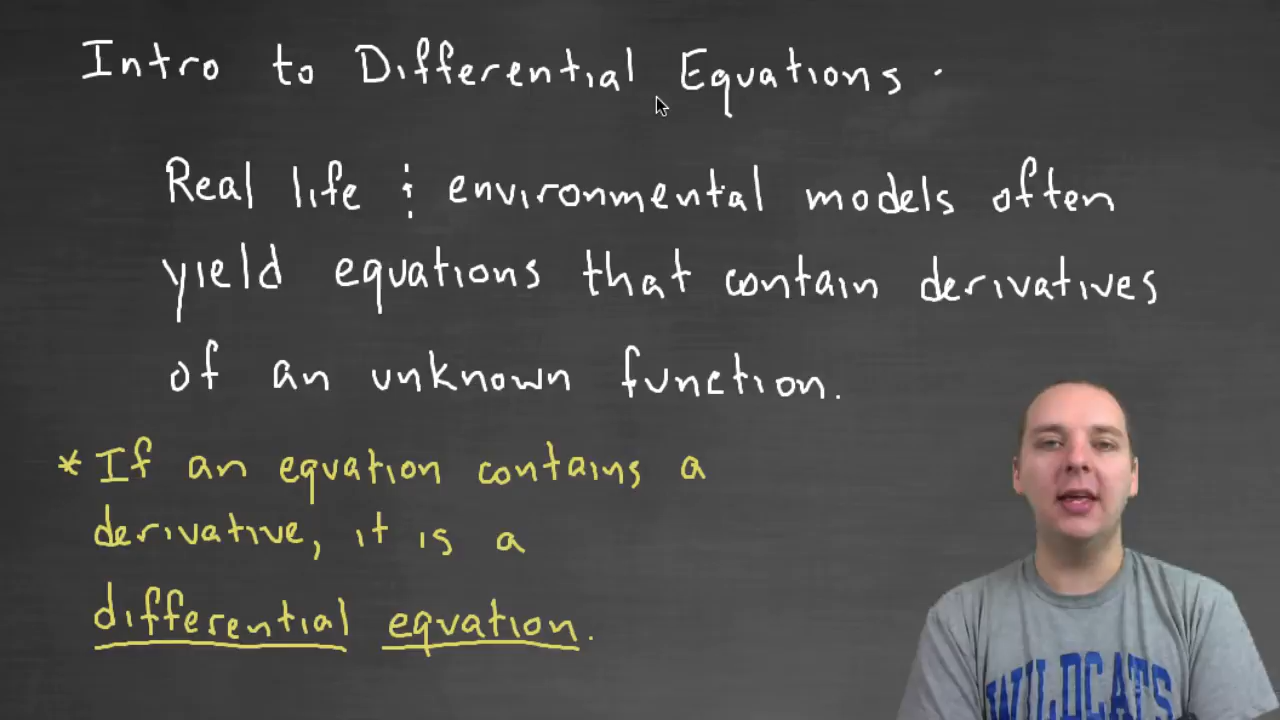 Intro to Differential Equations.
Real life & environmental models often
yield equations that contain derivatives
of an unknown function.
* If an equation contains a
derivative, it is a
differential equation.
WILDCATS